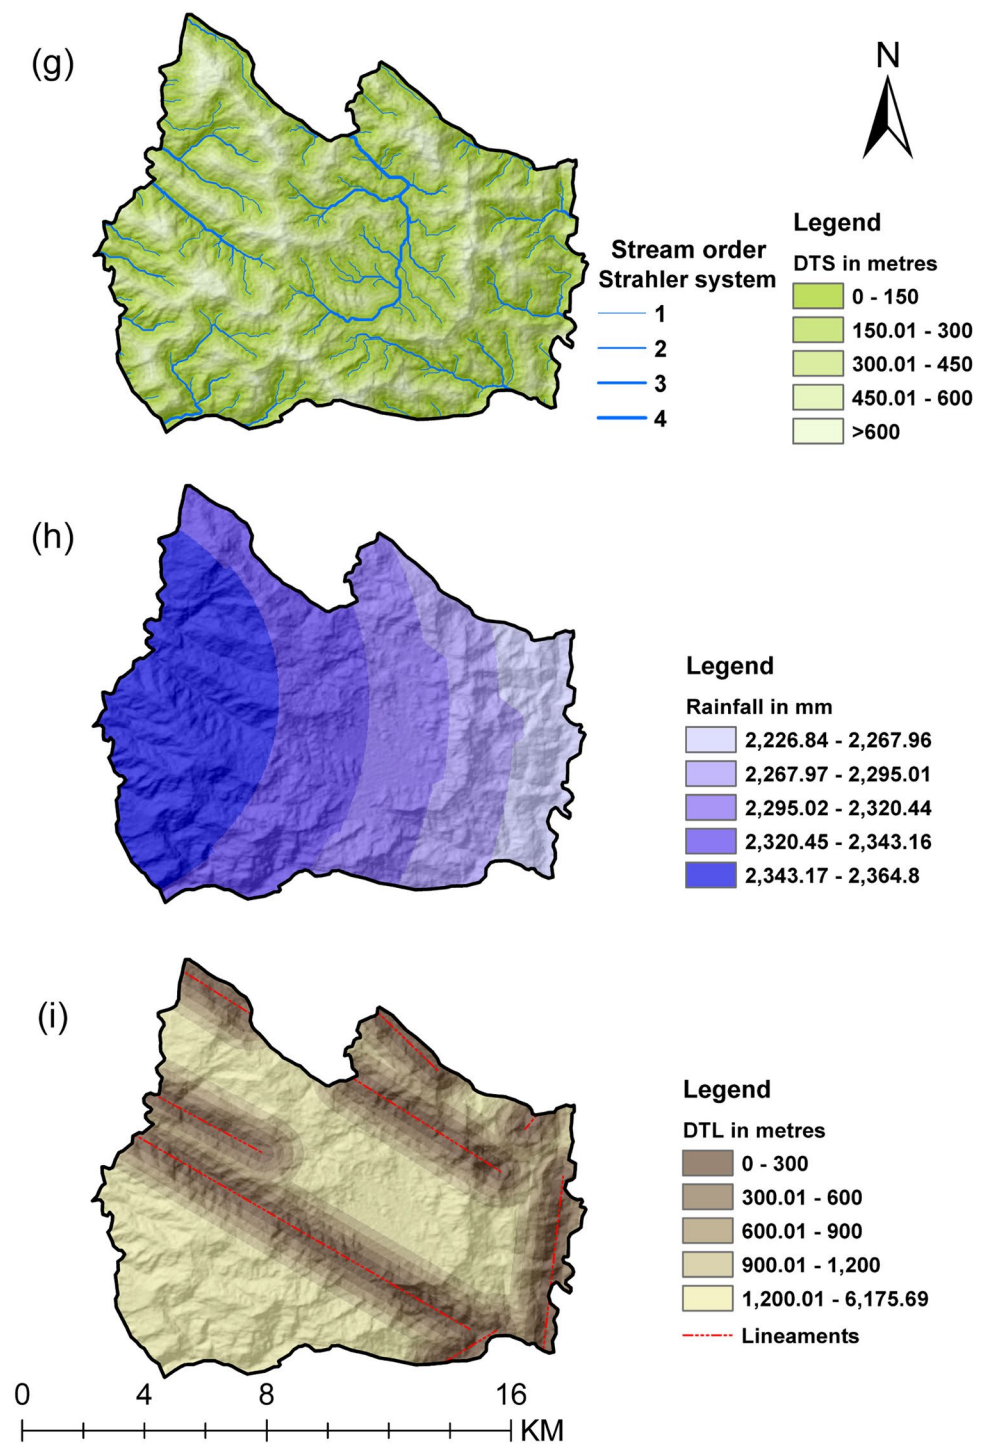 (g)
N
Stream order
Strahler system
1
2
3
4
Legend
DTS in metres
0 - 150
150.01 - 300
300.01 - 450
450.01 - 600
>600
(h)
Legend
Rainfall in mm
2,226.84 - 2,267.96
2,267.97 - 2,295.01
2,295.02 - 2,320.44
2,320.45 - 2,343.16
2,343.17 - 2,364.8
(i)
Legend
DTL in metres
0 - 300
300.01 - 600
600.01 - 900
900.01 - 1,200
1,200.01 - 6,175.69
Lineaments
0 4 8 16
KM